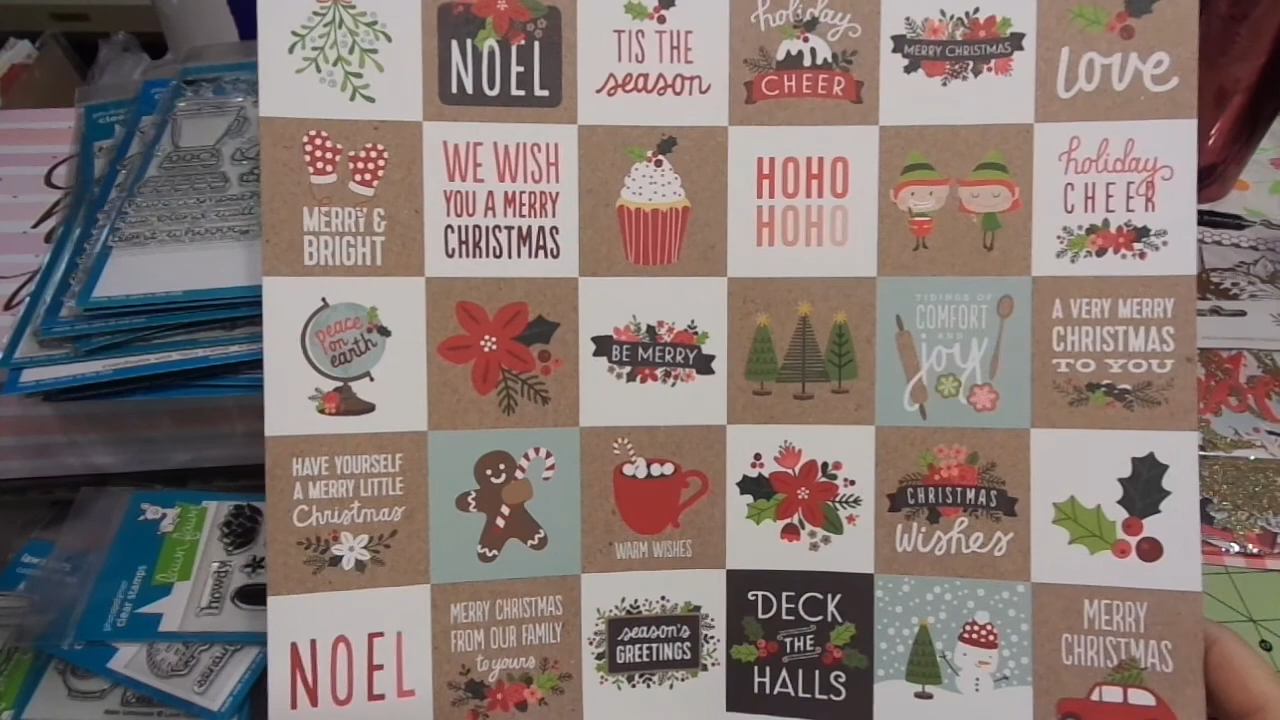 NOEL
TIS THE
season
holiday
CHEER
MERRY CHRISTMAS
love
MERRY &
BRIGHT
WE WISH
YOU A MERRY
CHRISTMAS
HOHO
HOHO
holiday
CHEER
peace
on
earth
BE MERRY
TIDINGS OF
COMFORT
AND
joy
A VERY MERRY
CHRISTMAS
TO YOU
HAVE YOURSELF
A MERRY LITTLE
Christmas
WARM WISHES
CHRISTMAS
Wishes
NOEL
MERRY CHRISTMAS
FROM OUR FAMILY
to yours
season's
GREETINGS
DECK
THE
HALLS
MERRY
CHRISTMAS
lawn fawn
clear stamps
howdy